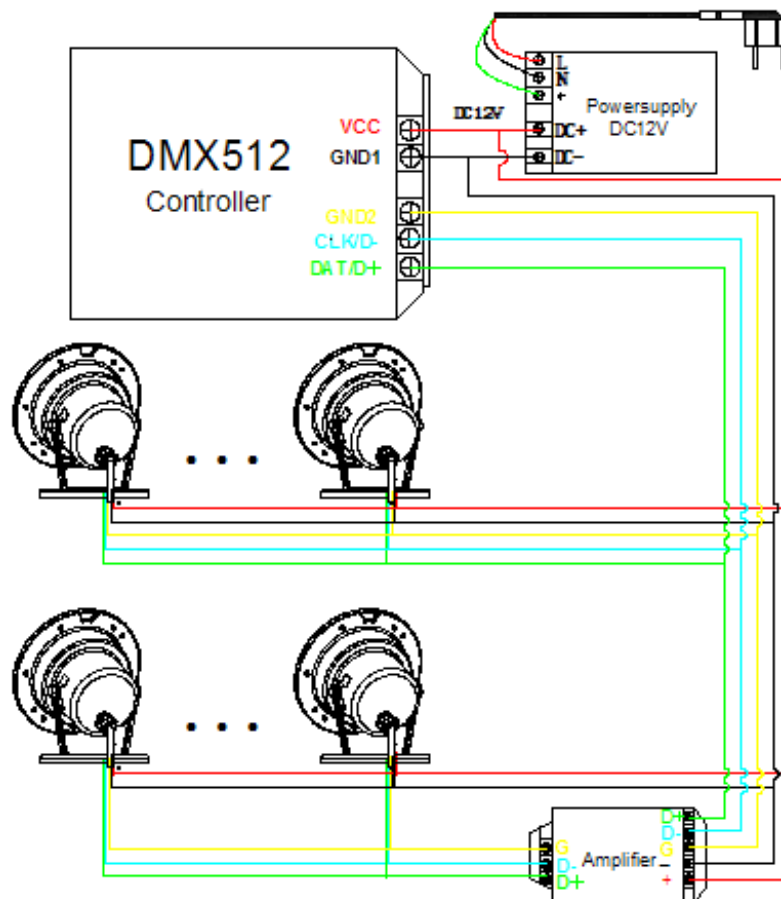 L
N
+
Powersupply
DC12V
DC12V
DC+
DC-
VCC
GND1
DMX512
Controller
GND2
CLK/D-
DAT/D+
D+
D-
G
–
+
Amplifier
G
D-
D+